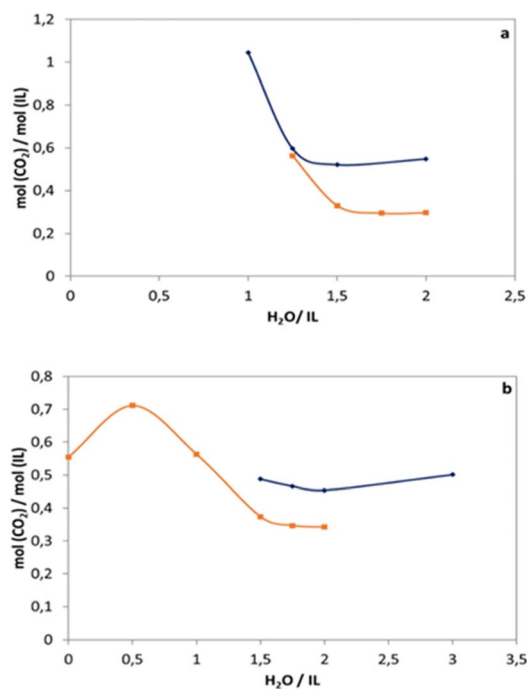 a
mol (CO₂) / mol (IL)
1,2
1
0,8
0,6
0,4
0,2
0
0 0,5 1 1,5 2 2,5
H₂O/ IL
b
mol (CO₂) / mol (IL)
0,8
0,7
0,6
0,5
0,4
0,3
0,2
0,1
0
0 0,5 1 1,5 2 2,5 3 3,5
H₂O/ IL